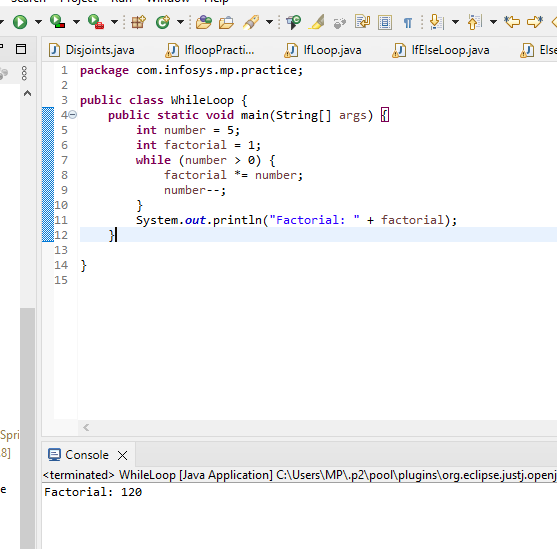 Disjoints.java IfloopPracti... IfLoop.java IfElseLoop.java Else
1 package com.infosys.mp.practice;
2
3 public class WhileLoop {
4 public static void main(String[] args) {
5 int number = 5;
6 int factorial = 1;
7 while (number > 0) {
8 factorial *= number;
9 number--;
10 }
11 System.out.println("Factorial: " + factorial);
12 }
13
14 }
15
Spri
.8]
e
Console
<terminated> WhileLoop [Java Application] C:\Users\MP\.p2\pool\plugins\org.eclipse.justj.openj
Factorial: 120